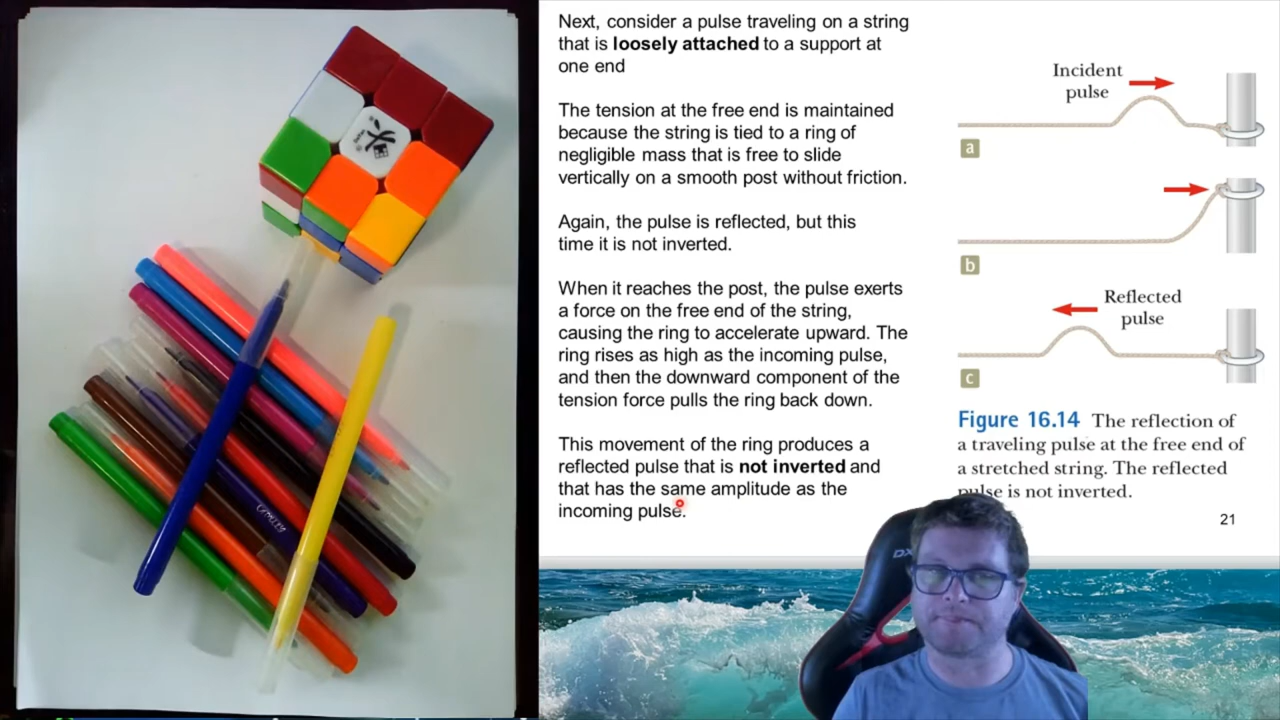 Next, consider a pulse traveling on a string
that is loosely attached to a support at
one end
The tension at the free end is maintained
because the string is tied to a ring of
negligible mass that is free to slide
vertically on a smooth post without friction.
Again, the pulse is reflected, but this
time it is not inverted.
When it reaches the post, the pulse exerts
a force on the free end of the string,
causing the ring to accelerate upward. The
ring rises as high as the incoming pulse,
and then the downward component of the
tension force pulls the ring back down.
This movement of the ring produces a
reflected pulse that is not inverted and
that has the same amplitude as the
incoming pulse.
Incident
pulse
a
b
Reflected
pulse
c
Figure 16.14 The reflection of
a traveling pulse at the free end of
a stretched string. The reflected
pulse is not inverted.
21
DX